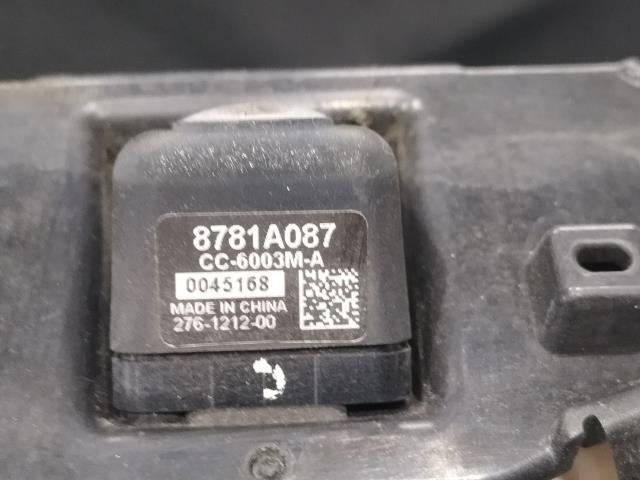 8781A087
CC-6003M-A
0045168
MADE IN CHINA
276-1212-00